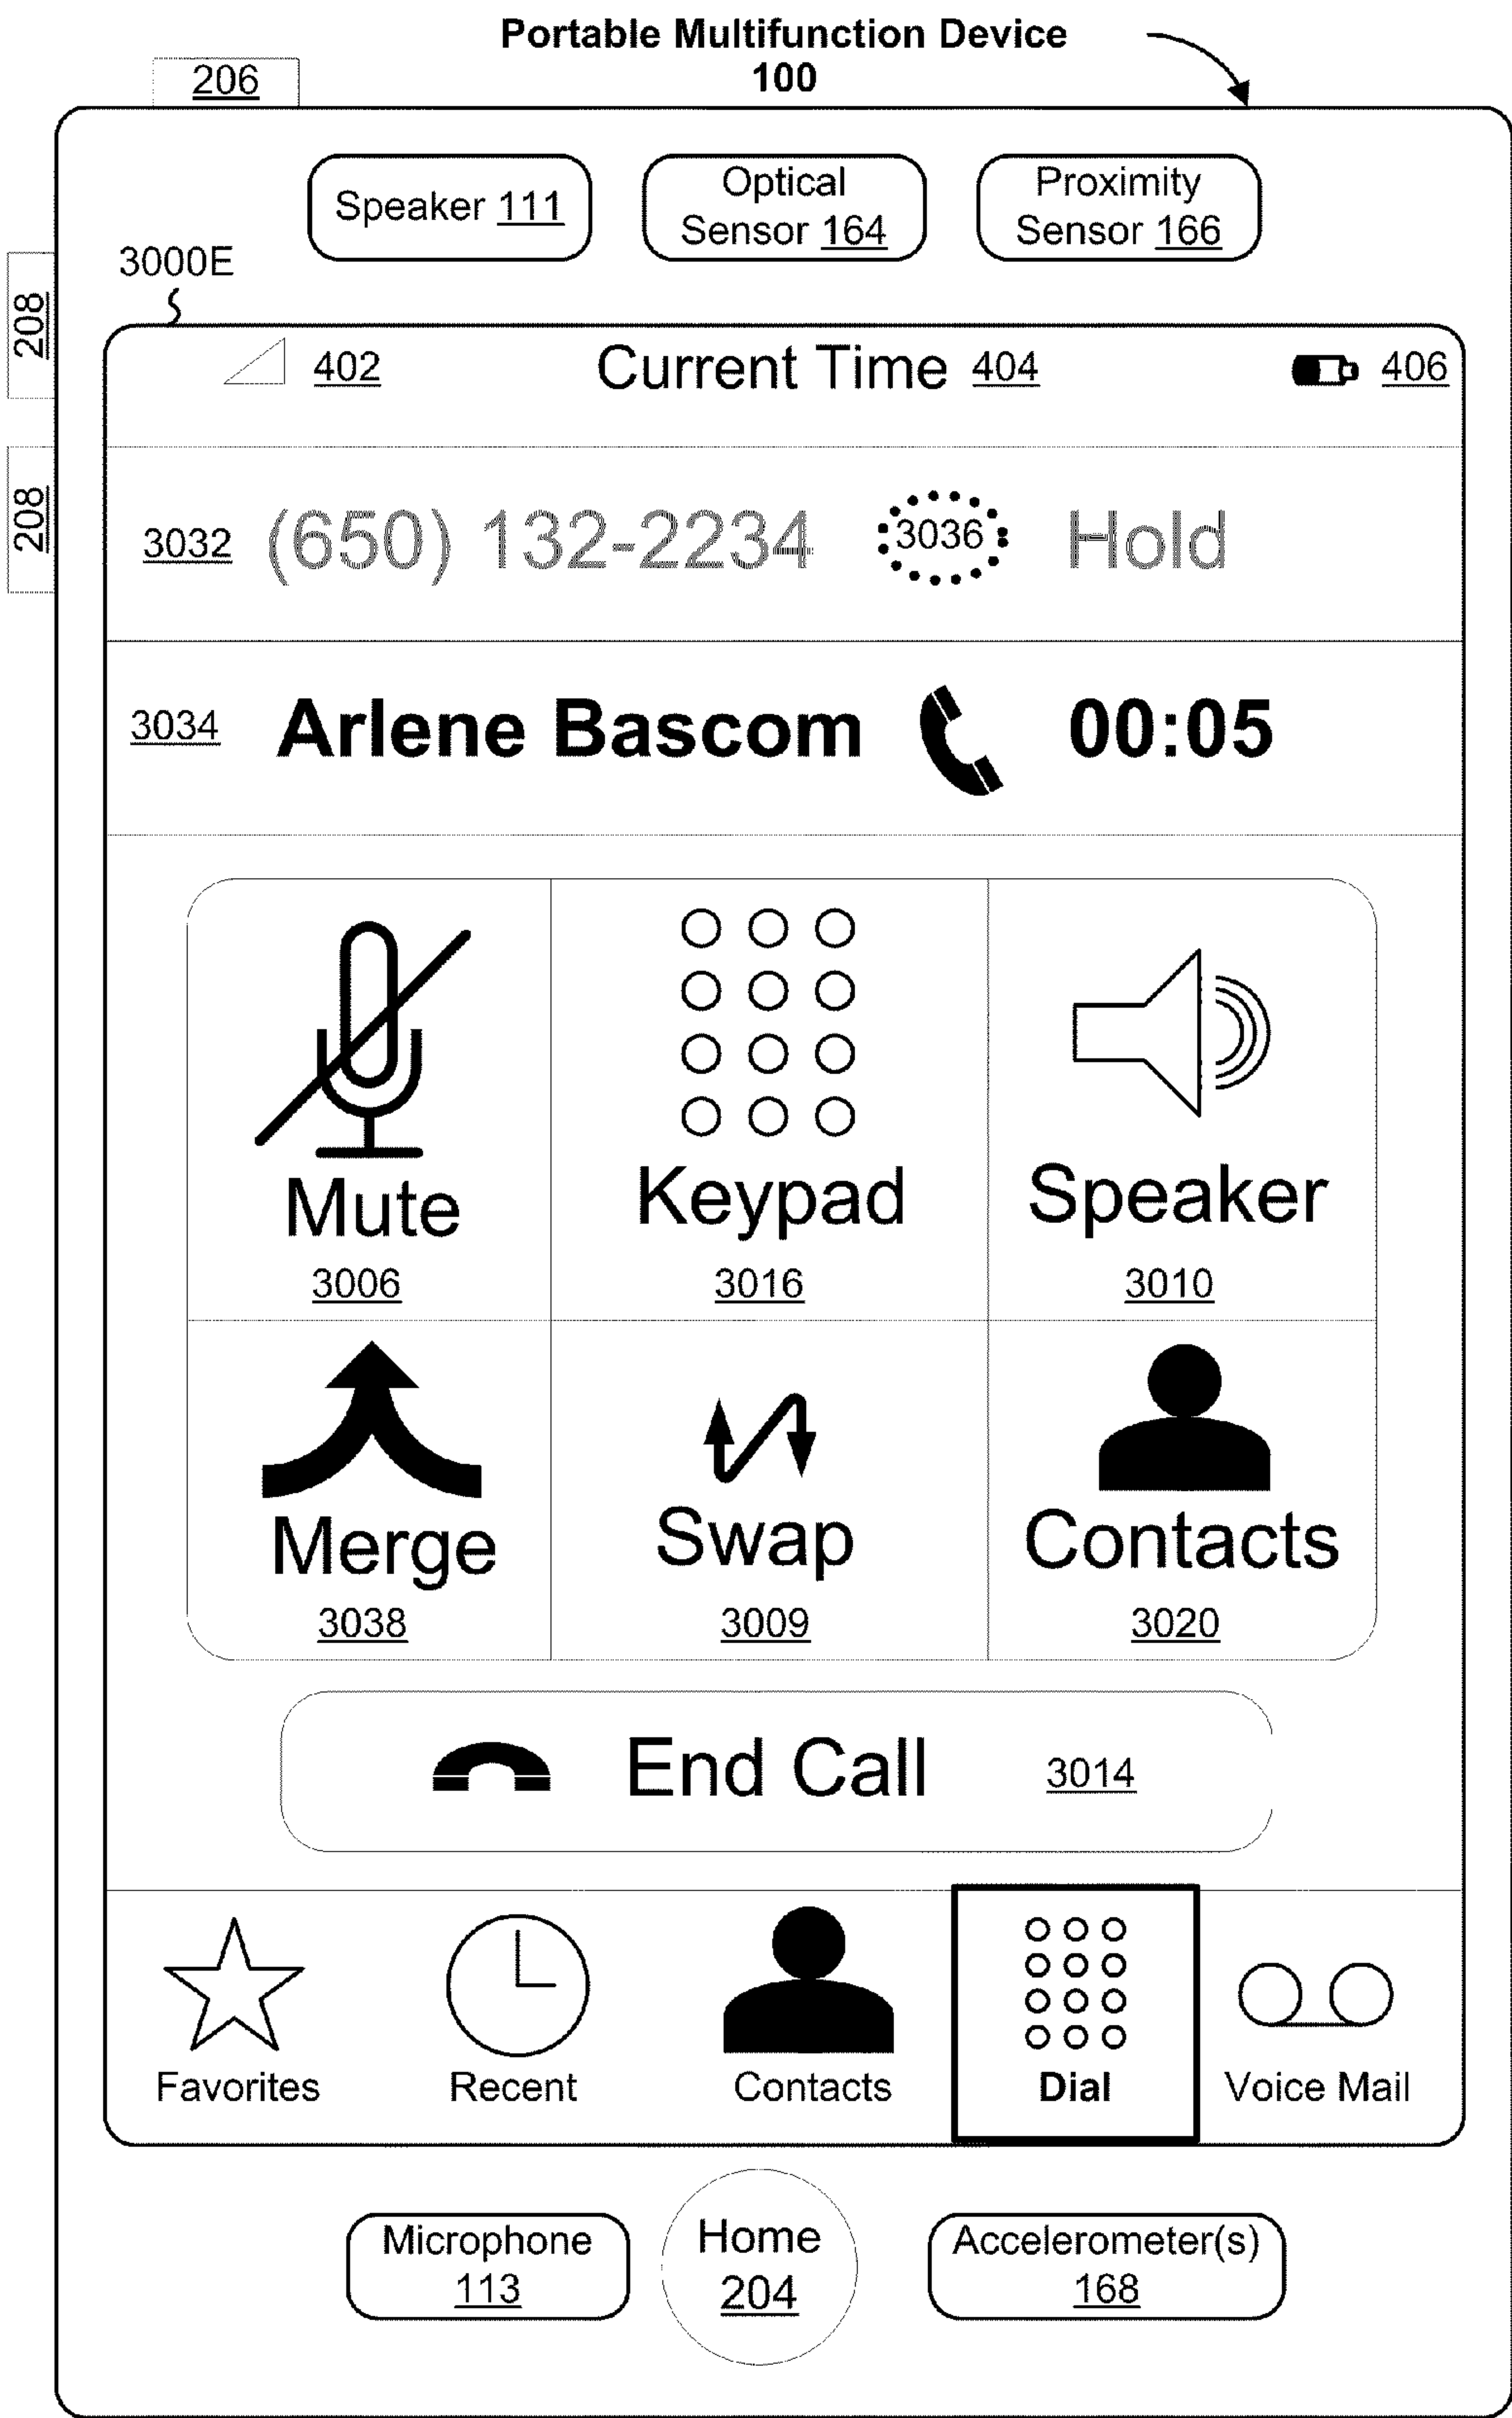 Portable Multifunction Device
100
206
Speaker 111
Optical
Sensor 164
Proximity
Sensor 166
3000E
208
208
402
Current Time 404
406
3032 (650) 132-2234 3036 Hold
3034 Arlene Bascom 00:05
Mute
3006
Keypad
3016
Speaker
3010
Merge
3038
Swap
3009
Contacts
3020
End Call 3014
Favorites
Recent
Contacts
Dial
Voice Mail
Microphone
113
Home
204
Accelerometer(s)
168